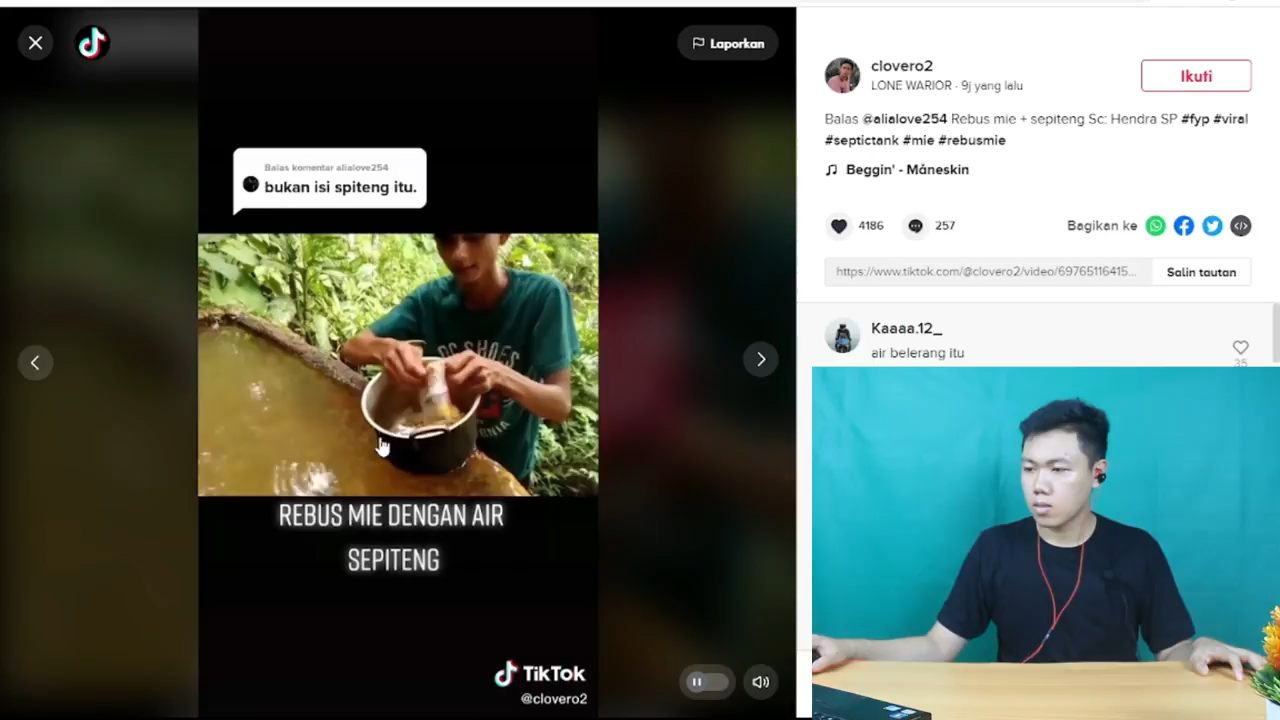 Laporkan
Balas komentar alialove254
bukan isi spiteng itu.
REBUS MIE DENGAN AIR
SEPITENG
TikTok
@clovero2
clovero2
LONE WARIOR · 9j yang lalu
Ikuti
Balas @alialove254 Rebus mie + sepiteng Sc: Hendra SP #fyp #viral
#septictank #mie #rebusmie
Beggin' - Måneskin
4186
257
Bagikan ke
https://www.tiktok.com/@clovero2/video/69765116415...
Salin tautan
Kaaaa.12_
air belerang itu
35